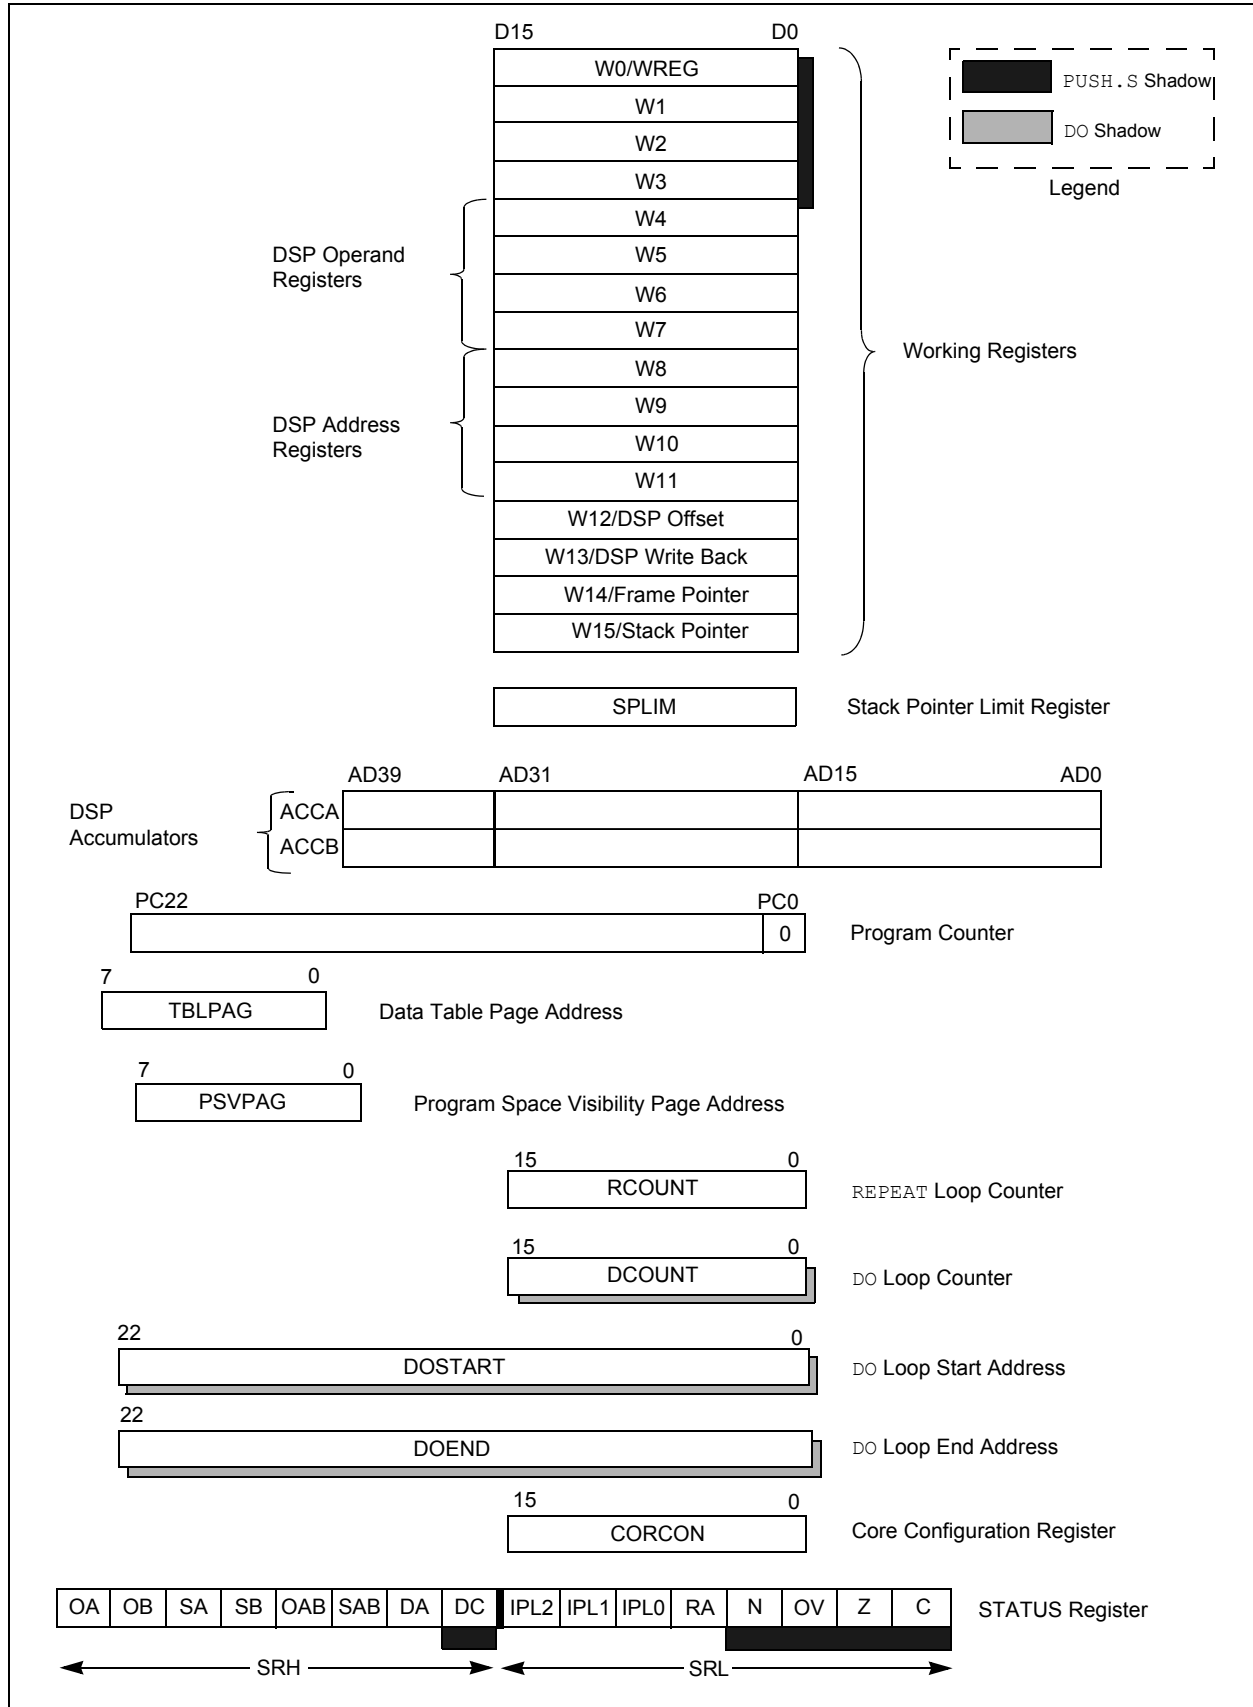 D15 D0
W0/WREG
PUSH.S Shadow
W1
DO Shadow
W2
W3
Legend
W4
DSP Operand
Registers
W5
W6
W7
Working Registers
W8
W9
DSP Address
Registers
W10
W11
W12/DSP Offset
W13/DSP Write Back
W14/Frame Pointer
W15/Stack Pointer
SPLIM Stack Pointer Limit Register
AD39 AD31 AD15 AD0
DSP
Accumulators
ACCA
ACCB
PC22 PC0
0 Program Counter
7 0
TBLPAG Data Table Page Address
7 0
PSVPAG Program Space Visibility Page Address
15 0
RCOUNT REPEAT Loop Counter
15 0
DCOUNT DO Loop Counter
22 0
DOSTART DO Loop Start Address
22
DOEND DO Loop End Address
15 0
CORCON Core Configuration Register
OA OB SA SB OAB SAB DA DC IPL2 IPL1 IPL0 RA N OV Z C STATUS Register
SRH SRL